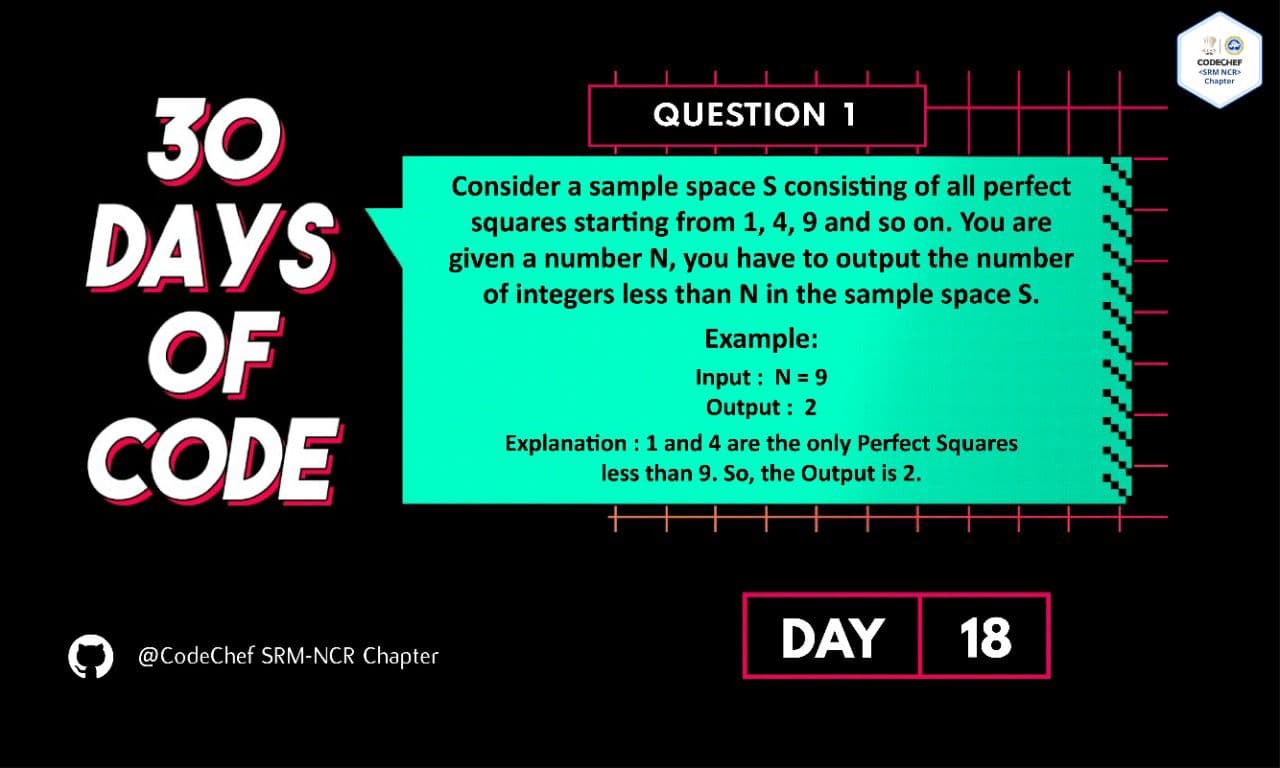 CODECHEF
<SRM NCR>
Chapter
30
DAYS
OF
CODE
QUESTION 1
Consider a sample space S consisting of all perfect
squares starting from 1, 4, 9 and so on. You are
given a number N, you have to output the number
of integers less than N in the sample space S.
Example:
Input : N = 9
Output : 2
Explanation : 1 and 4 are the only Perfect Squares
less than 9. So, the Output is 2.
@CodeChef SRM-NCR Chapter
DAY 18